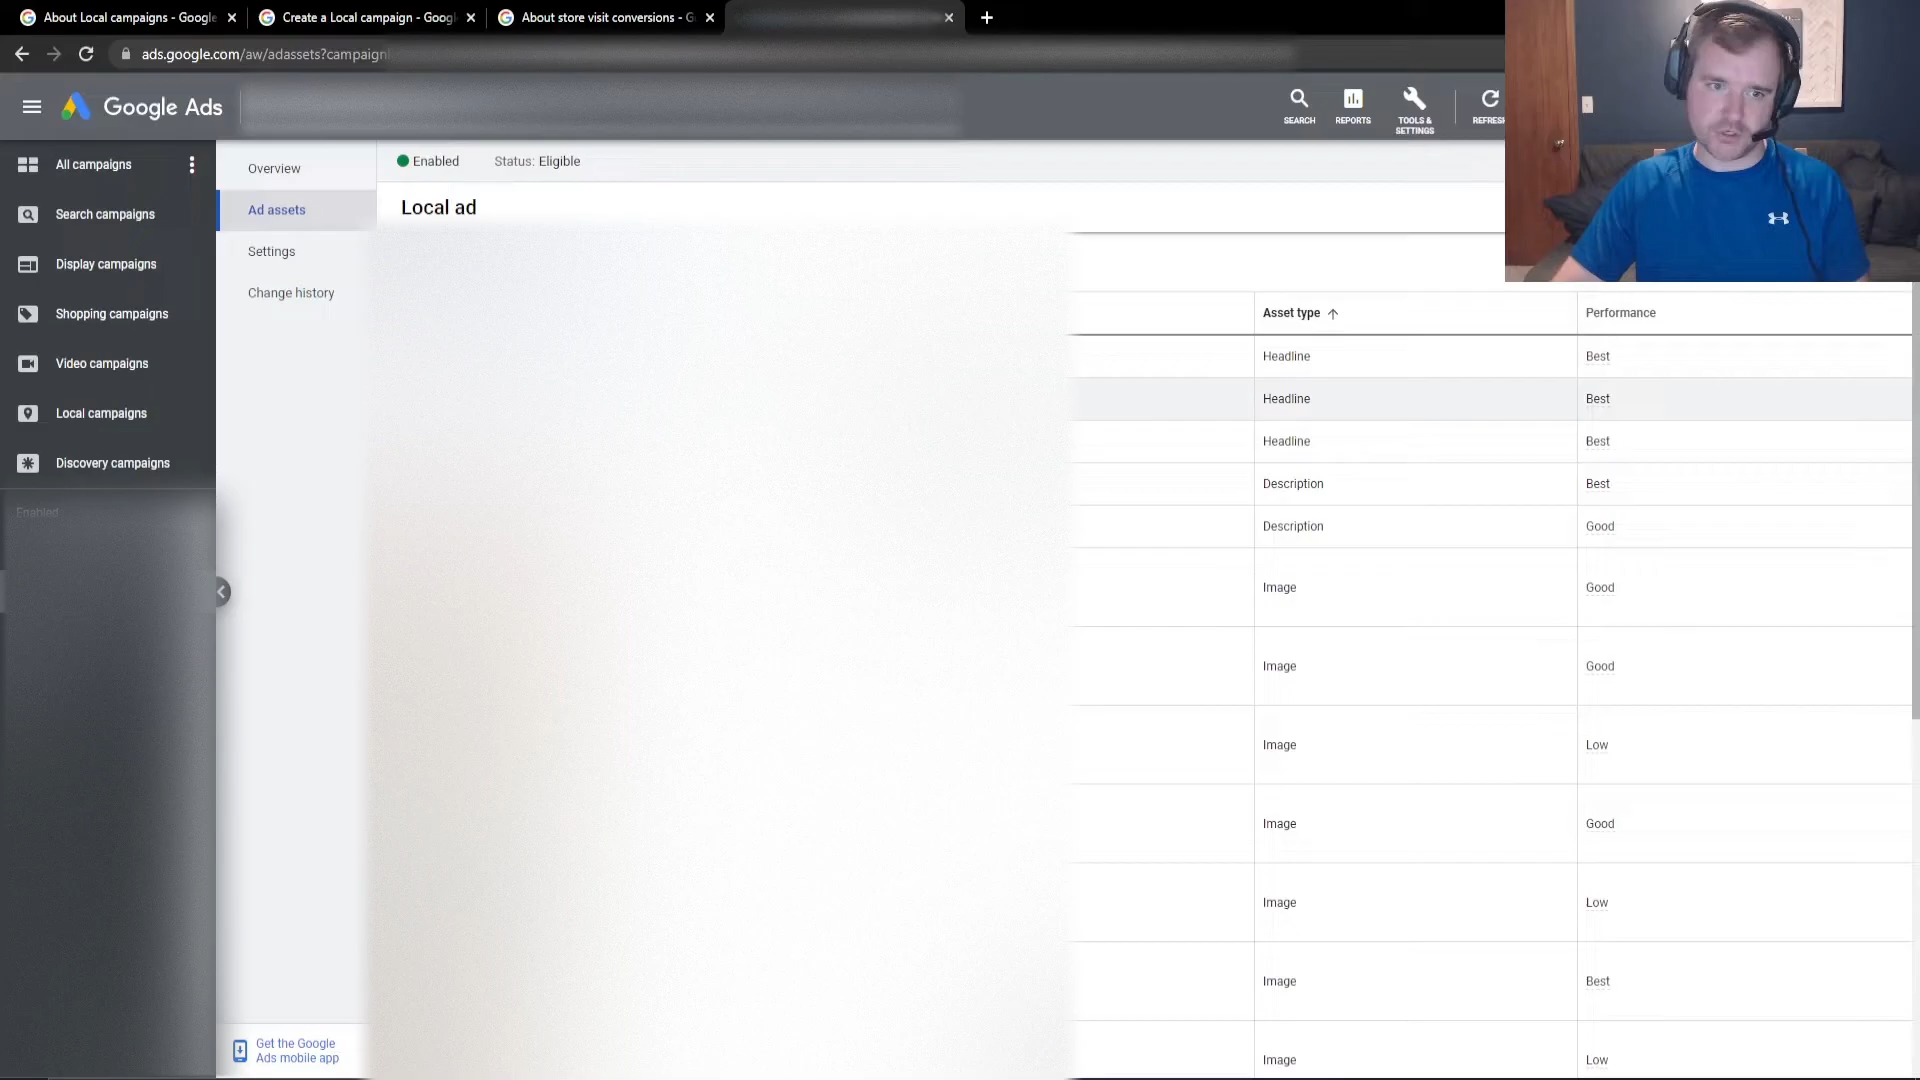 About Local campaigns - Google
Create a Local campaign - Goog
About store visit conversions - G
ads.google.com/aw/adassets?campaign
Google Ads
SEARCH
REPORTS
TOOLS &
SETTINGS
REFRESH
All campaigns
Search campaigns
Display campaigns
Shopping campaigns
Video campaigns
Local campaigns
Discovery campaigns
Enabled
Overview
Ad assets
Settings
Change history
Get the Google
Ads mobile app
Enabled Status: Eligible
Local ad
Asset type Performance
Headline Best
Headline Best
Headline Best
Description Best
Description Good
Image Good
Image Good
Image Low
Image Good
Image Low
Image Best
Image Low